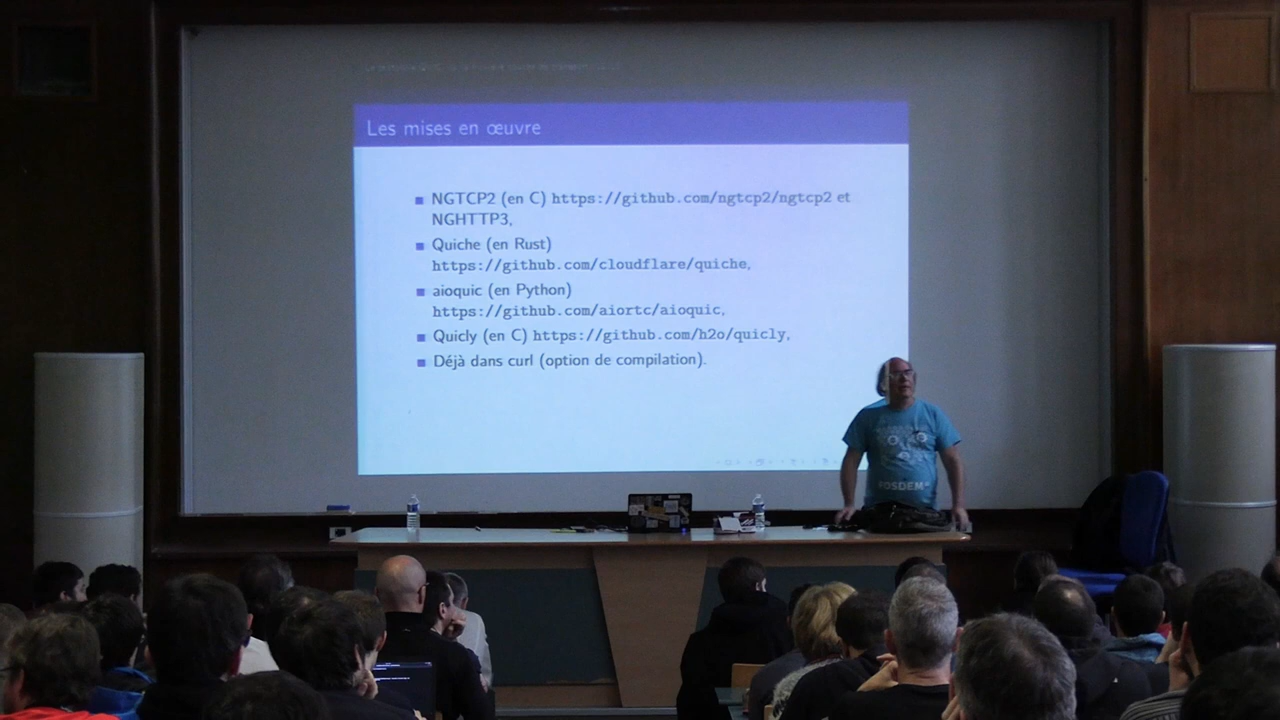 Les mises en œuvre
NGTCP2 (en C) https://github.com/ngtcp2/ngtcp2 et
NGHTTP3,
Quiche (en Rust)
https://github.com/cloudflare/quiche,
aioquic (en Python)
https://github.com/aiortc/aioquic,
Quicly (en C) https://github.com/h2o/quicly,
Déjà dans curl (option de compilation).
FOSDEM